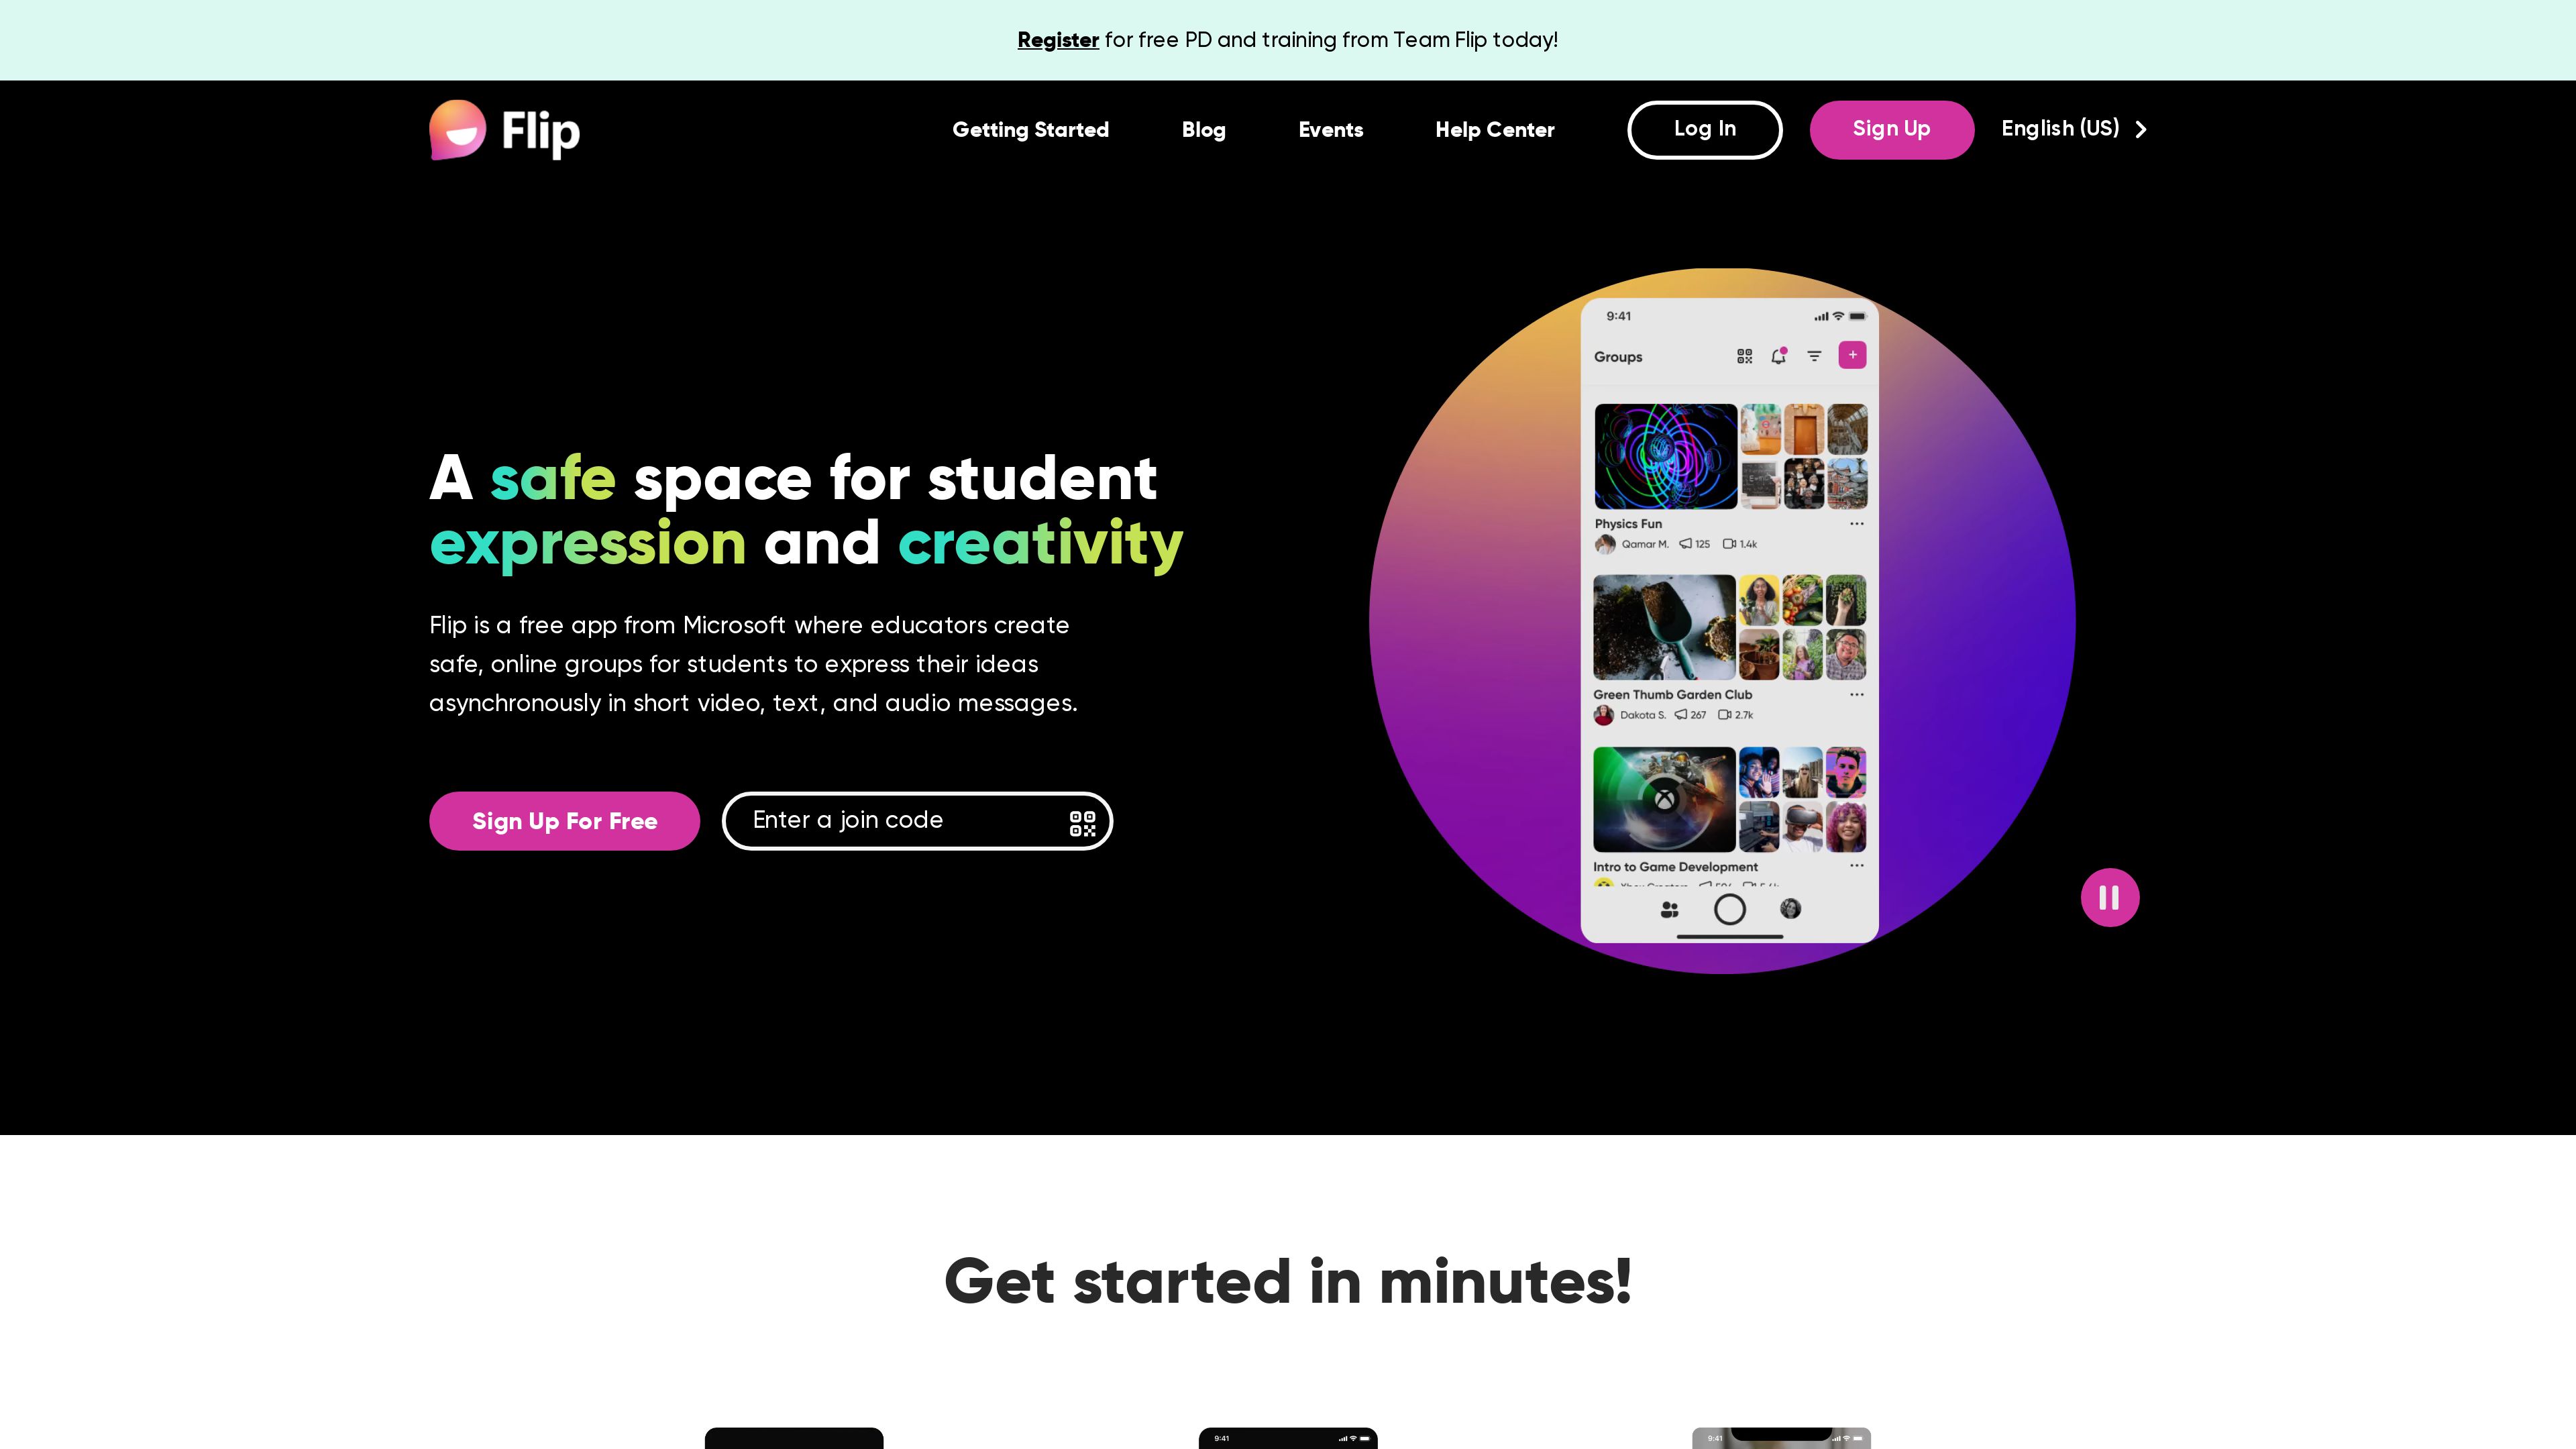 Register for free PD and training from Team Flip today!
Flip
Getting Started
Blog
Events
Help Center
Log In
Sign Up
English (US)
A safe space for student
expression and creativity
Flip is a free app from Microsoft where educators create
safe, online groups for students to express their ideas
asynchronously in short video, text, and audio messages.
Sign Up For Free
Enter a join code
9:41
Groups
+
Physics Fun
Qamar M. 125 1.4k
Green Thumb Garden Club
Dakota S. 267 2.7k
Intro to Game Development
Get started in minutes!
9:41
9:41